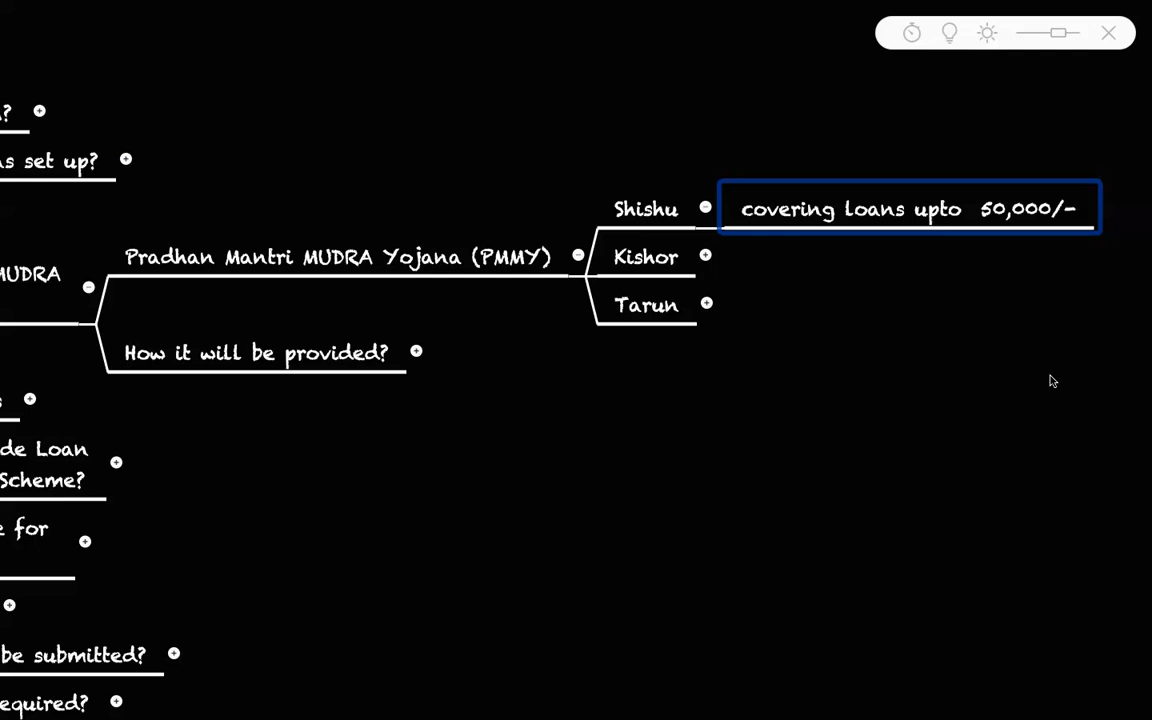 ?
s set up?
Shishu
covering loans upto 50,000/-
Pradhan Mantri MUDRA Yojana (PMMY)
Kishor
MUDRA
Tarun
How it will be provided?
s
de Loan
Scheme?
e for
be submitted?
equired?